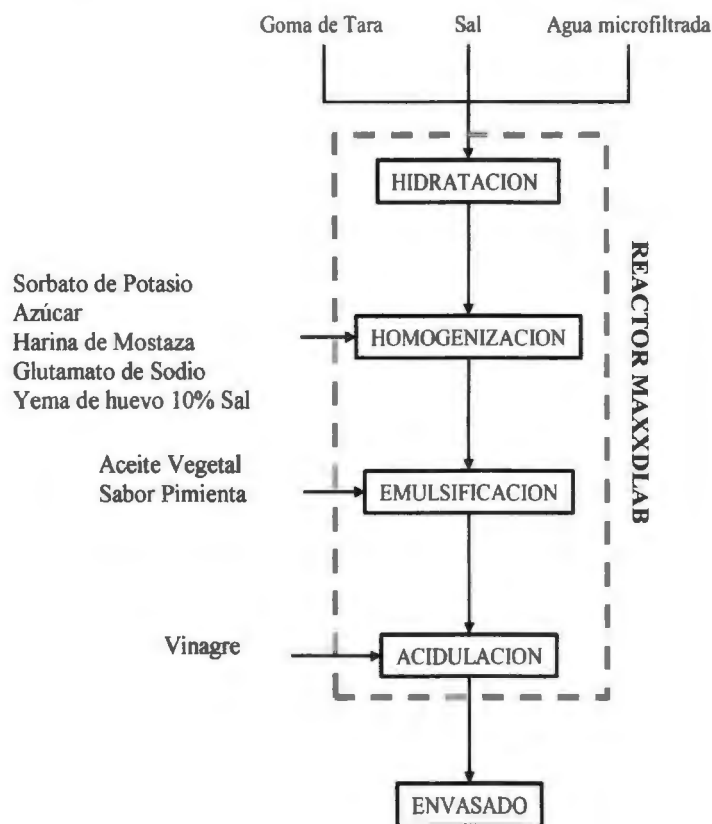 Goma de Tara Sal Agua microfiltrada
HIDRATACION
Sorbato de Potasio
Azúcar
Harina de Mostaza
Glutamato de Sodio
Yema de huevo 10% Sal
HOMOGENIZACION
REACTOR MAXXDLAB
Aceite Vegetal
Sabor Pimienta
EMULSIFICACION
Vinagre
ACIDULACION
ENVASADO